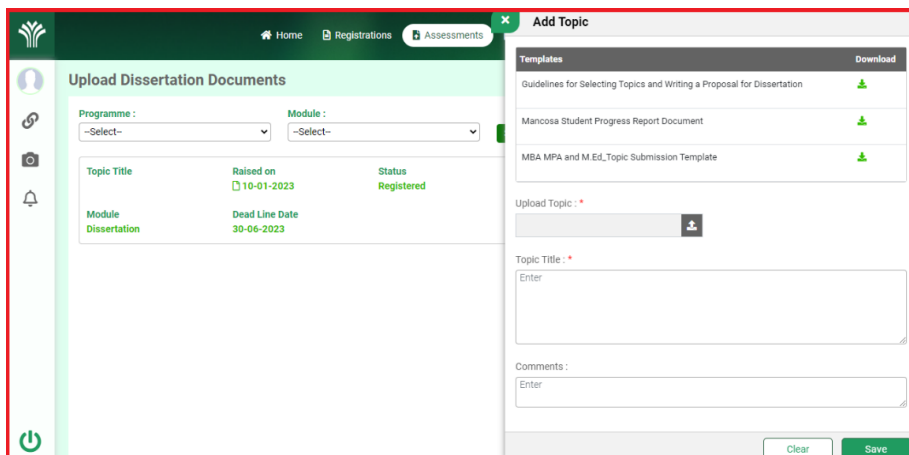 Home
Registrations
Assessments
Upload Dissertation Documents
Programme :
--Select--
Module :
--Select--
Topic Title
Raised on
10-01-2023
Status
Registered
Module
Dissertation
Dead Line Date
30-06-2023
×
Add Topic
Templates Download
Guidelines for Selecting Topics and Writing a Proposal for Dissertation
Mancosa Student Progress Report Document
MBA MPA and M.Ed_Topic Submission Template
Upload Topic : *
Topic Title : *
Enter
Comments :
Enter
Clear
Save